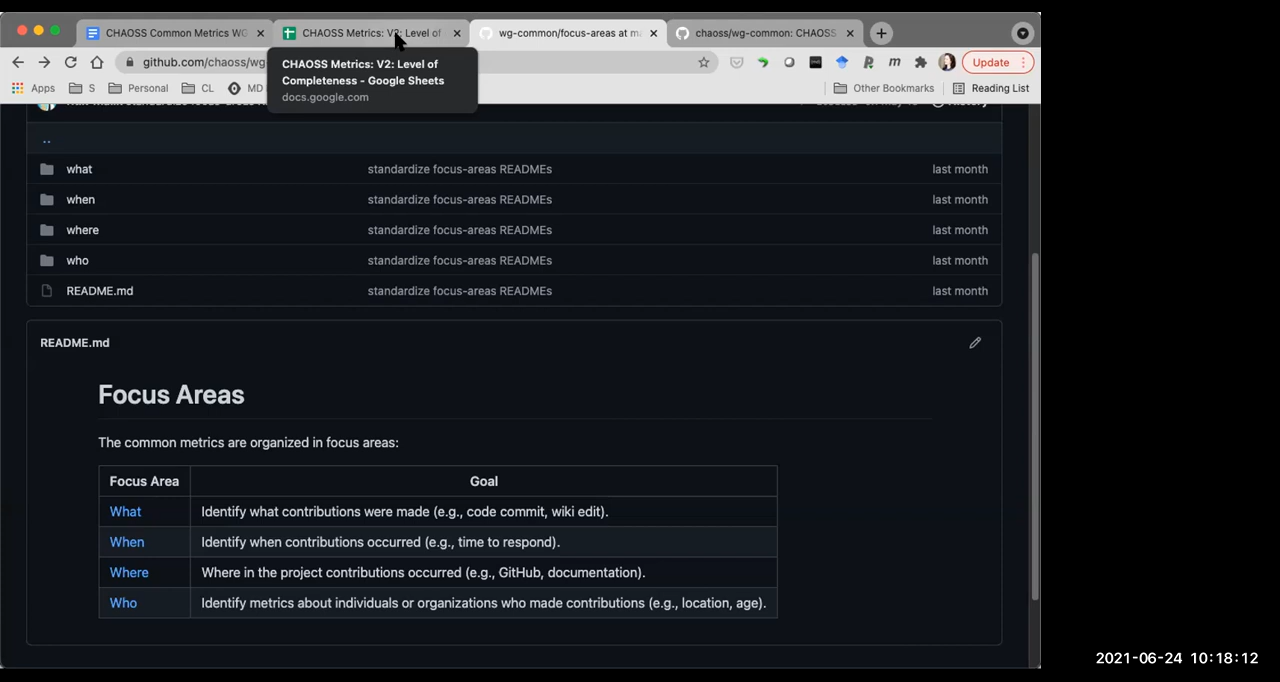 CHAOSS Common Metrics WG
CHAOSS Metrics: V2: Level of
wg-common/focus-areas at ma
chaoss/wg-common: CHAOSS
github.com/chaoss/wg
Update
CHAOSS Metrics: V2: Level of
Completeness - Google Sheets
docs.google.com
Apps
S
Personal
CL
MD
Other Bookmarks
Reading List
..
what
standardize focus-areas READMEs
last month
when
standardize focus-areas READMEs
last month
where
standardize focus-areas READMEs
last month
who
standardize focus-areas READMEs
last month
README.md
standardize focus-areas READMEs
last month
README.md
Focus Areas
The common metrics are organized in focus areas:
Focus Area
Goal
What
Identify what contributions were made (e.g., code commit, wiki edit).
When
Identify when contributions occurred (e.g., time to respond).
Where
Where in the project contributions occurred (e.g., GitHub, documentation).
Who
Identify metrics about individuals or organizations who made contributions (e.g., location, age).
2021-06-24 10:18:12